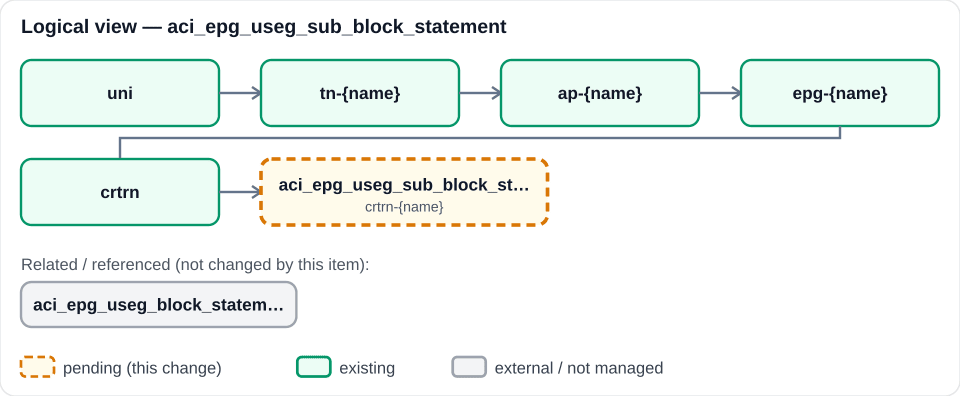 Logical view — aci_epg_useg_sub_block_statement
uni
tn-{name}
ap-{name}
epg-{name}
crtrn
aci_epg_useg_sub_block_st...
crtrn-{name}
Related / referenced (not changed by this item):
aci_epg_useg_block_statem...
pending (this change)
existing
external / not managed